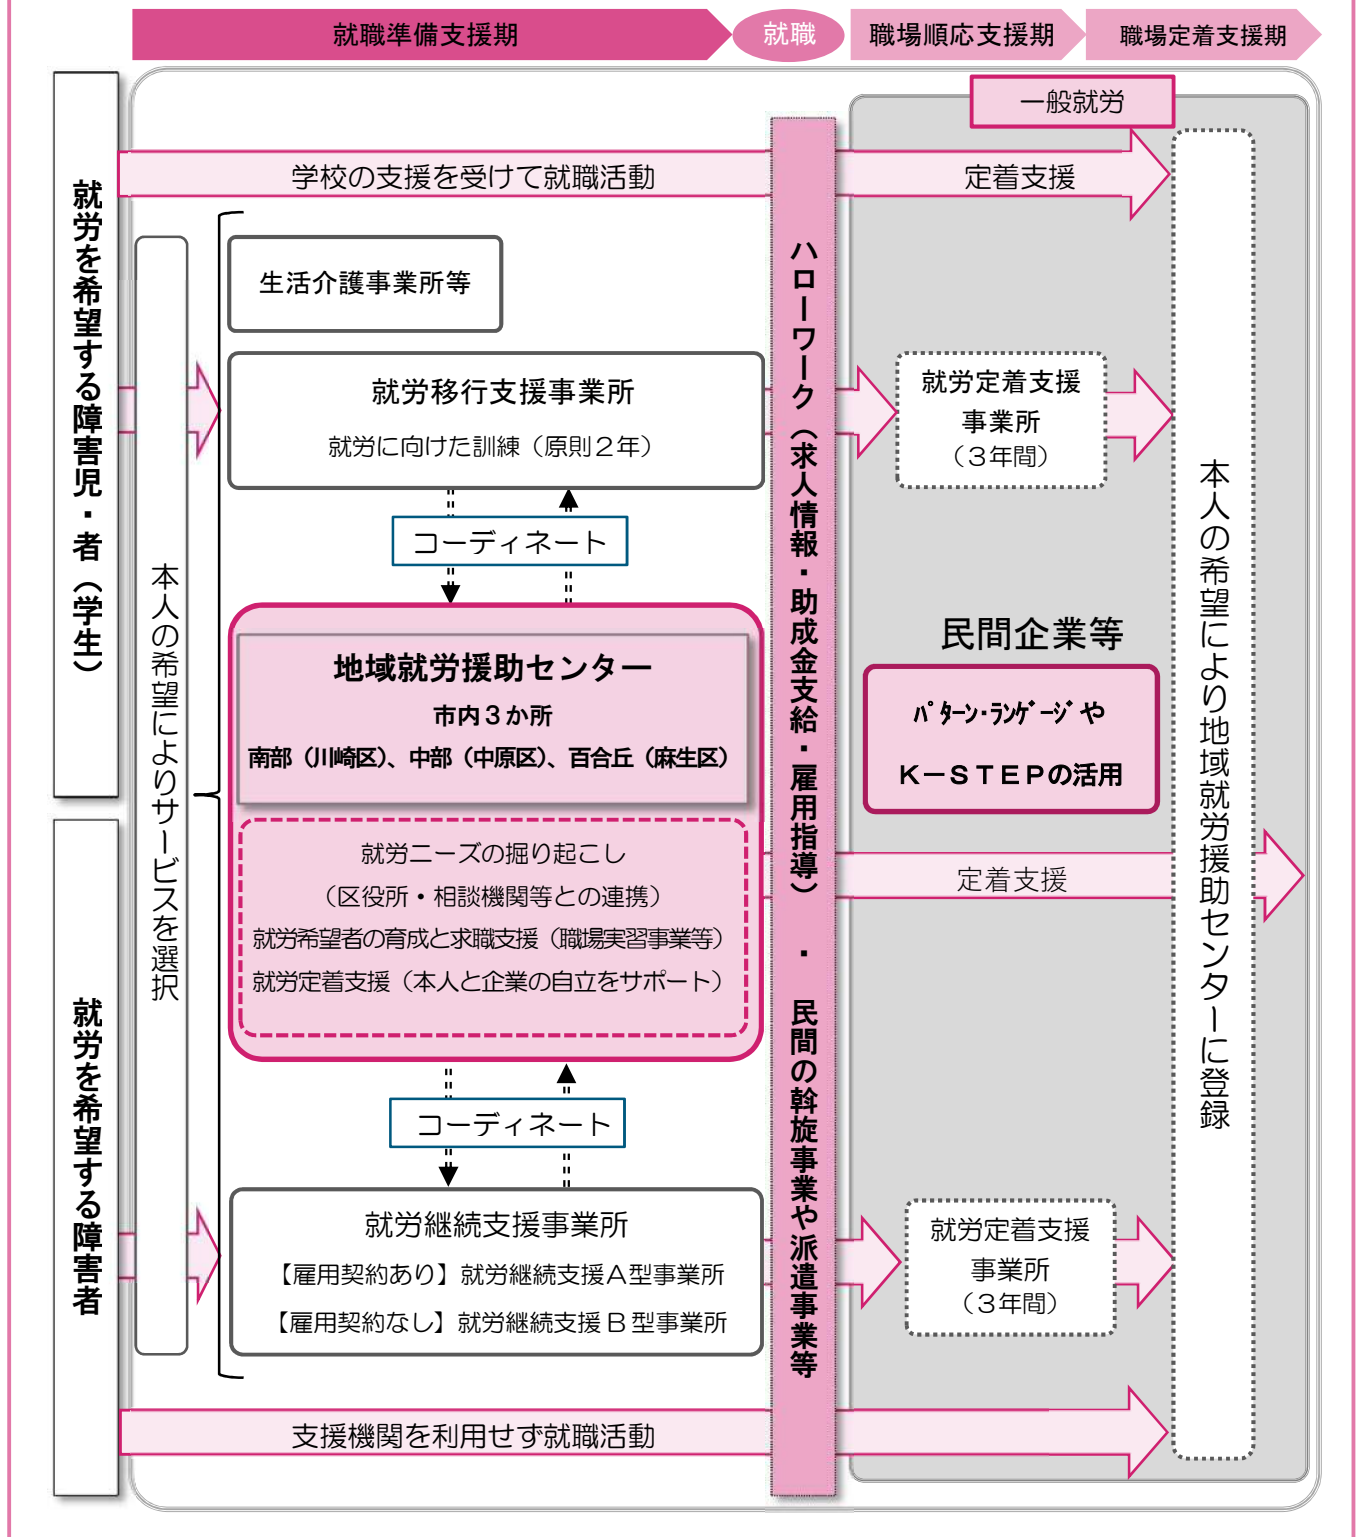 就職準備支援期
就職
職場順応支援期
職場定着支援期
一般就労
就労を希望する障害児・者（学生）
就労を希望する障害者
学校の支援を受けて就職活動
定着支援
本人の希望によりサービスを選択
生活介護事業所等
就労移行支援事業所
就労に向けた訓練（原則２年）
コーディネート
地域就労援助センター
市内３か所
南部（川崎区）、中部（中原区）、百合丘（麻生区）
就労ニーズの掘り起こし
（区役所・相談機関等との連携）
就労希望者の育成と求職支援（職場実習事業等）
就労定着支援（本人と企業の自立をサポート）
コーディネート
就労継続支援事業所
【雇用契約あり】就労継続支援Ａ型事業所
【雇用契約なし】就労継続支援Ｂ型事業所
支援機関を利用せず就職活動
ハローワーク（求人情報・助成金支給・雇用指導）　・　民間の斡旋事業や派遣事業等
就労定着支援
事業所
（３年間）
民間企業等
ﾊﾟﾀｰﾝ･ﾗﾝｹﾞｰｼﾞや
Ｋ－ＳＴＥＰの活用
定着支援
就労定着支援
事業所
（３年間）
本人の希望により地域就労援助センターに登録